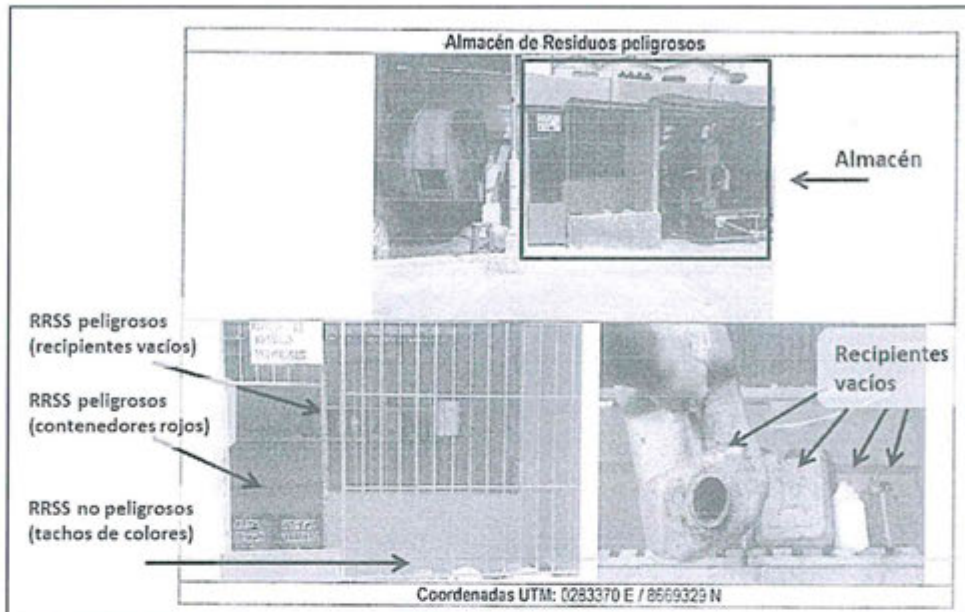 Almacén de Residuos peligrosos
Almacén
RRSS peligrosos
(recipientes vacíos)
RRSS peligrosos
(contenedores rojos)
RRSS no peligrosos
(tachos de colores)
Recipientes
vacíos
Coordenadas UTM: 0283370 E / 8669329 N